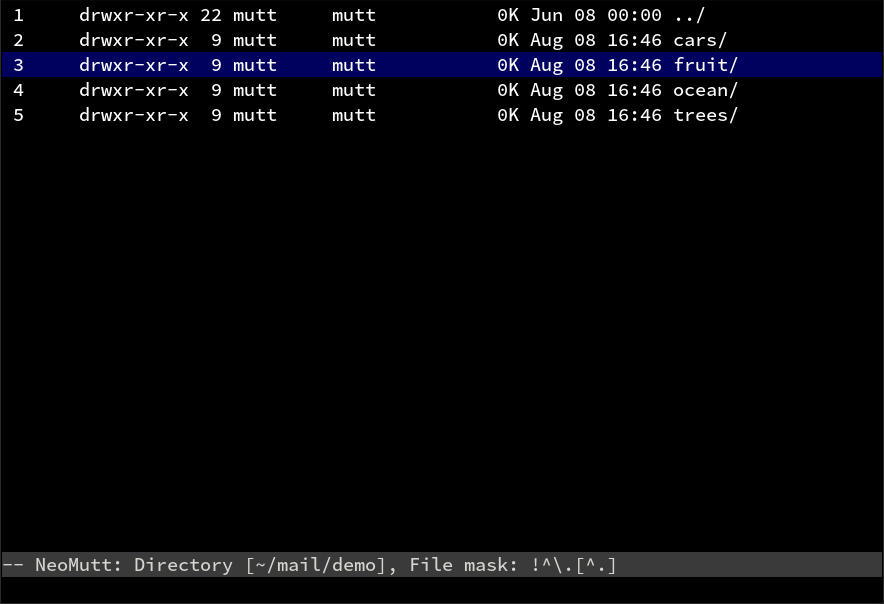 1     drwxr-xr-x 22 mutt     mutt           0K Jun 08 00:00 ../
2     drwxr-xr-x  9 mutt     mutt           0K Aug 08 16:46 cars/
3     drwxr-xr-x  9 mutt     mutt           0K Aug 08 16:46 fruit/
4     drwxr-xr-x  9 mutt     mutt           0K Aug 08 16:46 ocean/
5     drwxr-xr-x  9 mutt     mutt           0K Aug 08 16:46 trees/
-- NeoMutt: Directory [~/mail/demo], File mask: !^\.[^.]